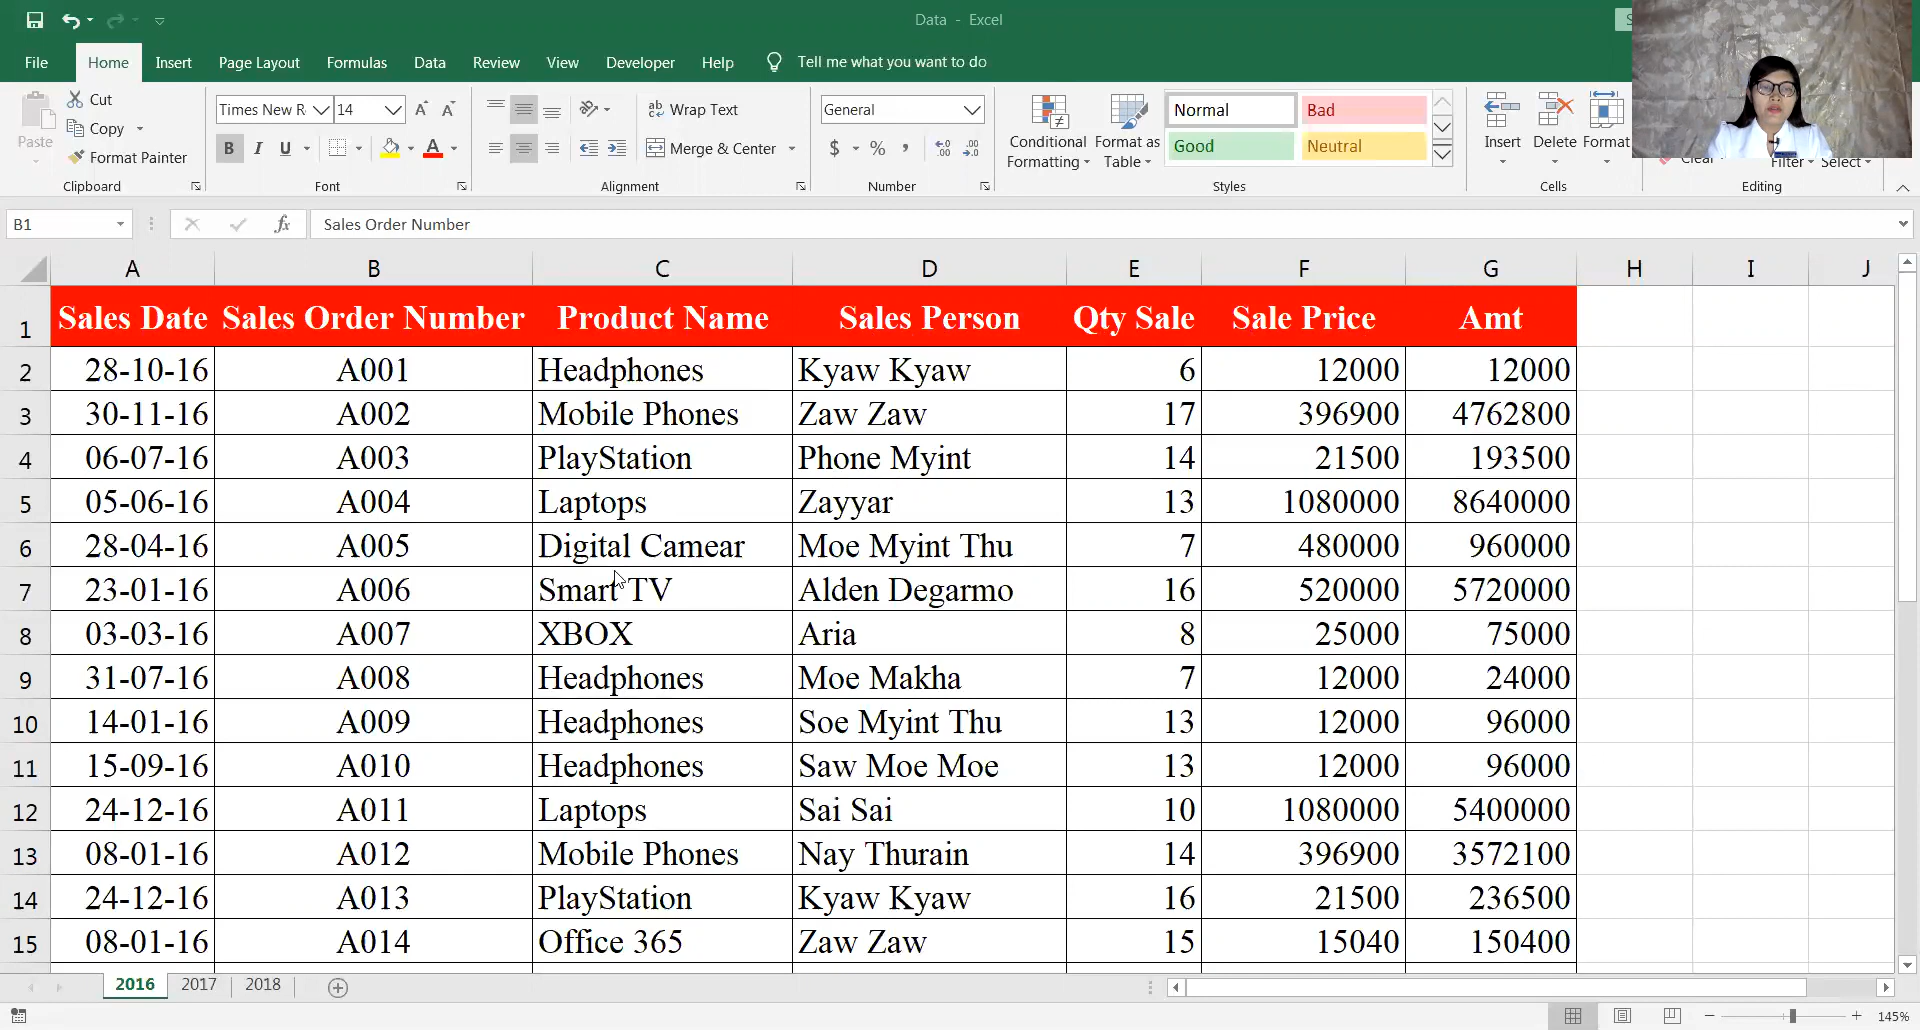 Data - Excel
File Home Insert Page Layout Formulas Data Review View Developer Help Tell me what you want to do
Paste
Cut
Copy
Format Painter
Clipboard
Times New R 14
B I U A
Font
Wrap Text
Merge & Center
Alignment
General
$ % ,
Number
Conditional Formatting
Format as Table
Normal Bad
Good Neutral
Styles
Insert Delete Format
Cells
Clear Filter Select
Editing
B1 fx Sales Order Number
A B C D E F G H I J
1 Sales Date Sales Order Number Product Name Sales Person Qty Sale Sale Price Amt
2 28-10-16 A001 Headphones Kyaw Kyaw 6 12000 12000
3 30-11-16 A002 Mobile Phones Zaw Zaw 17 396900 4762800
4 06-07-16 A003 PlayStation Phone Myint 14 21500 193500
5 05-06-16 A004 Laptops Zayyar 13 1080000 8640000
6 28-04-16 A005 Digital Camear Moe Myint Thu 7 480000 960000
7 23-01-16 A006 Smart TV Alden Degarmo 16 520000 5720000
8 03-03-16 A007 XBOX Aria 8 25000 75000
9 31-07-16 A008 Headphones Moe Makha 7 12000 24000
10 14-01-16 A009 Headphones Soe Myint Thu 13 12000 96000
11 15-09-16 A010 Headphones Saw Moe Moe 13 12000 96000
12 24-12-16 A011 Laptops Sai Sai 10 1080000 5400000
13 08-01-16 A012 Mobile Phones Nay Thurain 14 396900 3572100
14 24-12-16 A013 PlayStation Kyaw Kyaw 16 21500 236500
15 08-01-16 A014 Office 365 Zaw Zaw 15 15040 150400
2016 2017 2018
145%